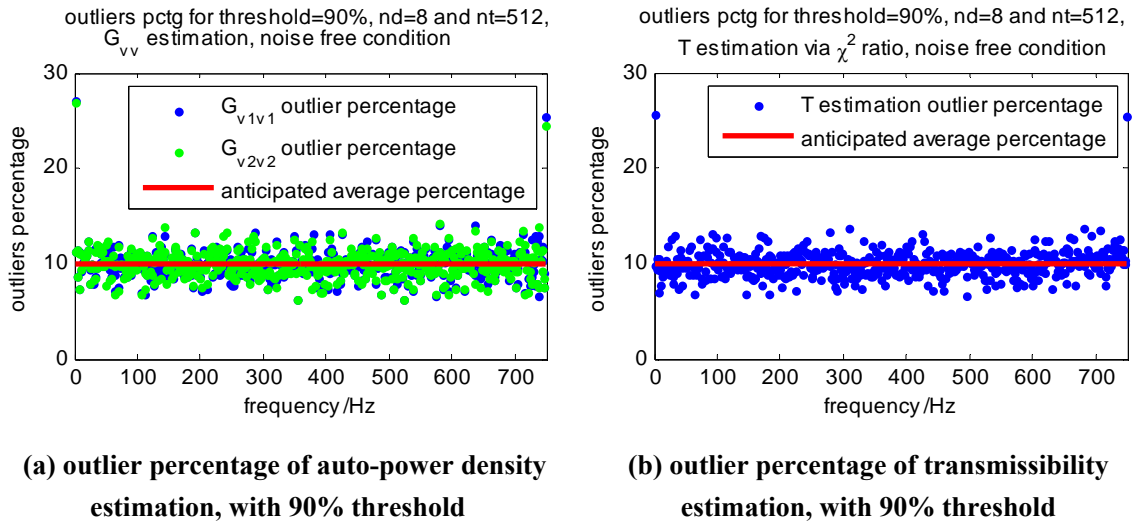 outliers pctg for threshold=90%, nd=8 and nt=512,
G_vv estimation, noise free condition
30
20
10
0
outliers percentage
G_v1v1 outlier percentage
G_v2v2 outlier percentage
anticipated average percentage
0 100 200 300 400 500 600 700
frequency /Hz
(a) outlier percentage of auto-power density
estimation, with 90% threshold
outliers pctg for threshold=90%, nd=8 and nt=512,
T estimation via χ² ratio, noise free condition
30
20
10
0
outliers percentage
T estimation outlier percentage
anticipated average percentage
0 100 200 300 400 500 600 700
frequency /Hz
(b) outlier percentage of transmissibility
estimation, with 90% threshold